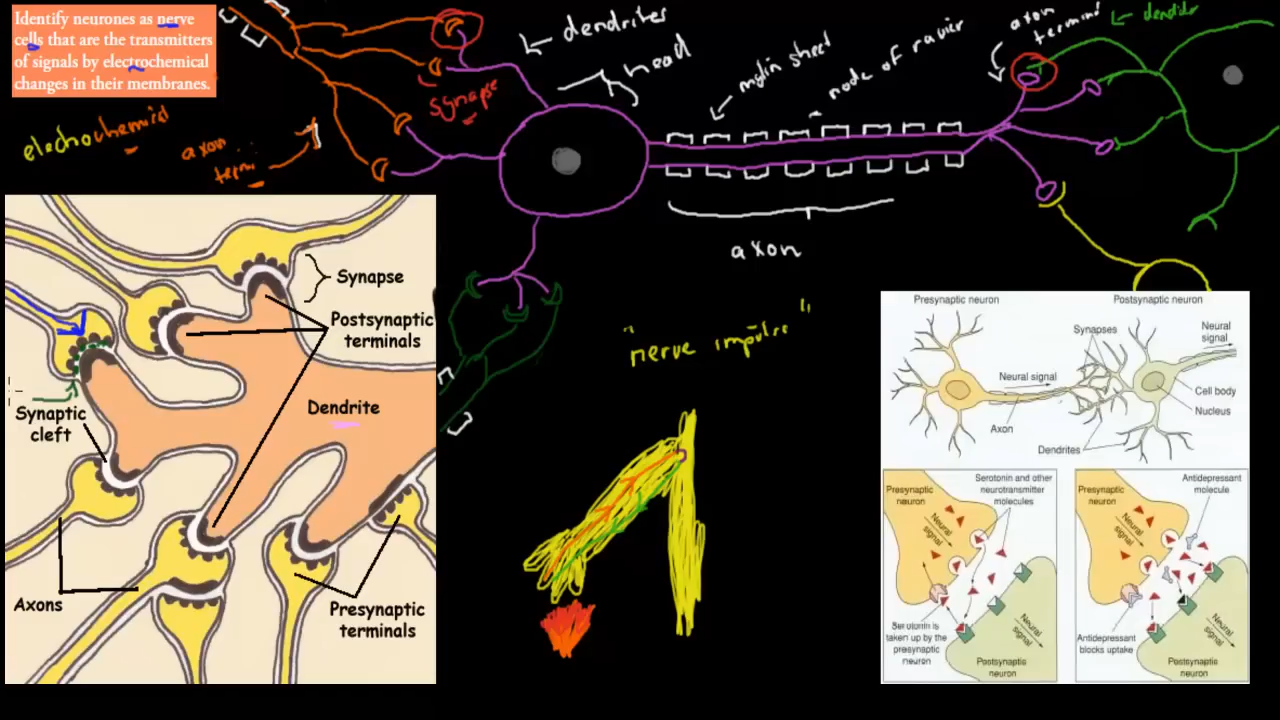 Identify neurones as nerve
cells that are the transmitters
of signals by electrochemical
changes in their membranes.
electrochemical
axon
termi
synapse
dendrites
head
mylin sheet
node of ravier
axon
terminl
dendite
axon
"nerve impulse"
Synapse
Postsynaptic
terminals
Dendrite
Synaptic
cleft
Axons
Presynaptic
terminals
Presynaptic neuron
Postsynaptic neuron
Synapses
Neural
signal
Neural signal
Cell body
Nucleus
Axon
Dendrites
Serotonin and other
neurotransmitter
molecules
Presynaptic
neuron
Neural
signal
Serotonin is
taken up by the
presynaptic
neuron
Neural
signal
Postsynaptic
neuron
Antidepressant
molecule
Presynaptic
neuron
Neural
signal
Antidepressant
blocks uptake
Neural
signal
Postsynaptic
neuron